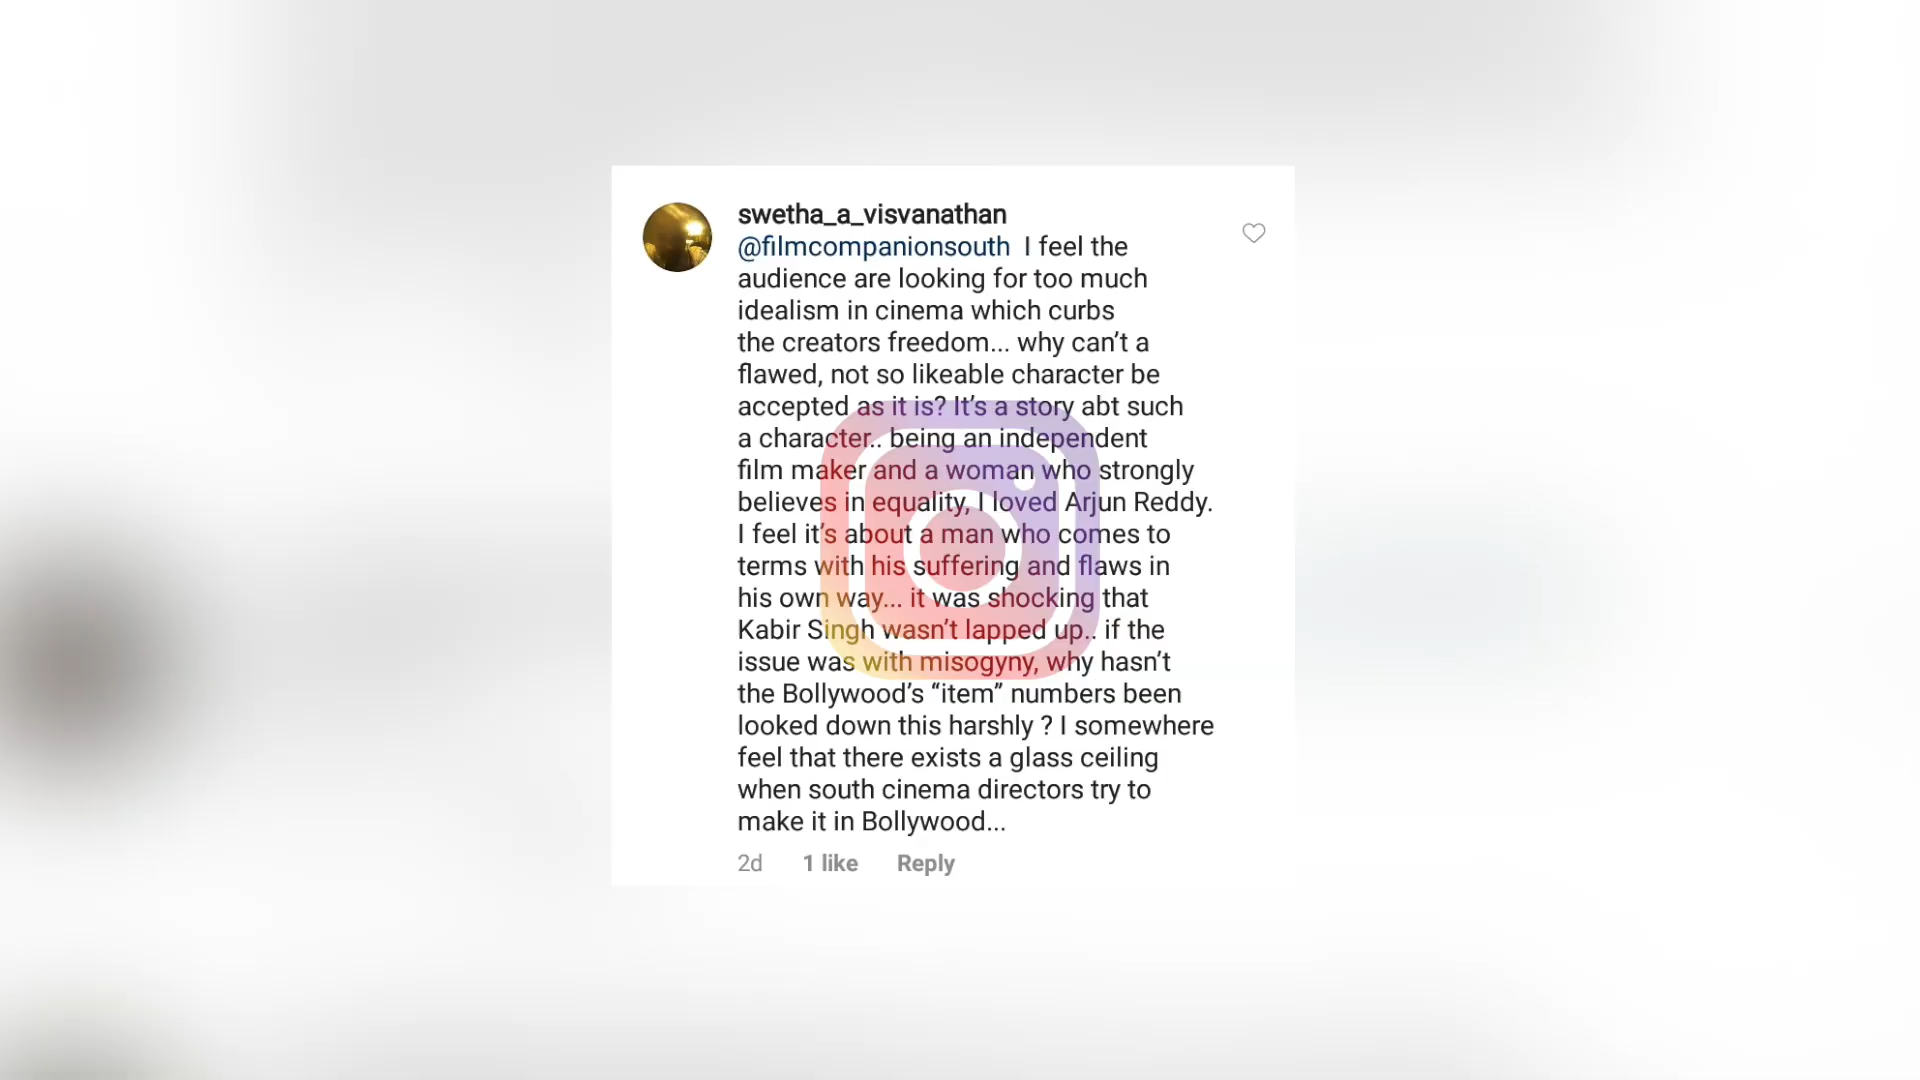 swetha_a_visvanathan
@filmcompanionsouth I feel the
audience are looking for too much
idealism in cinema which curbs
the creators freedom... why can’t a
flawed, not so likeable character be
accepted as it is? It’s a story abt such
a character.. being an independent
film maker and a woman who strongly
believes in equality, I loved Arjun Reddy.
I feel it’s about a man who comes to
terms with his suffering and flaws in
his own way... it was shocking that
Kabir Singh wasn’t lapped up.. if the
issue was with misogyny, why hasn’t
the Bollywood’s “item” numbers been
looked down this harshly ? I somewhere
feel that there exists a glass ceiling
when south cinema directors try to
make it in Bollywood...
2d 1 like Reply